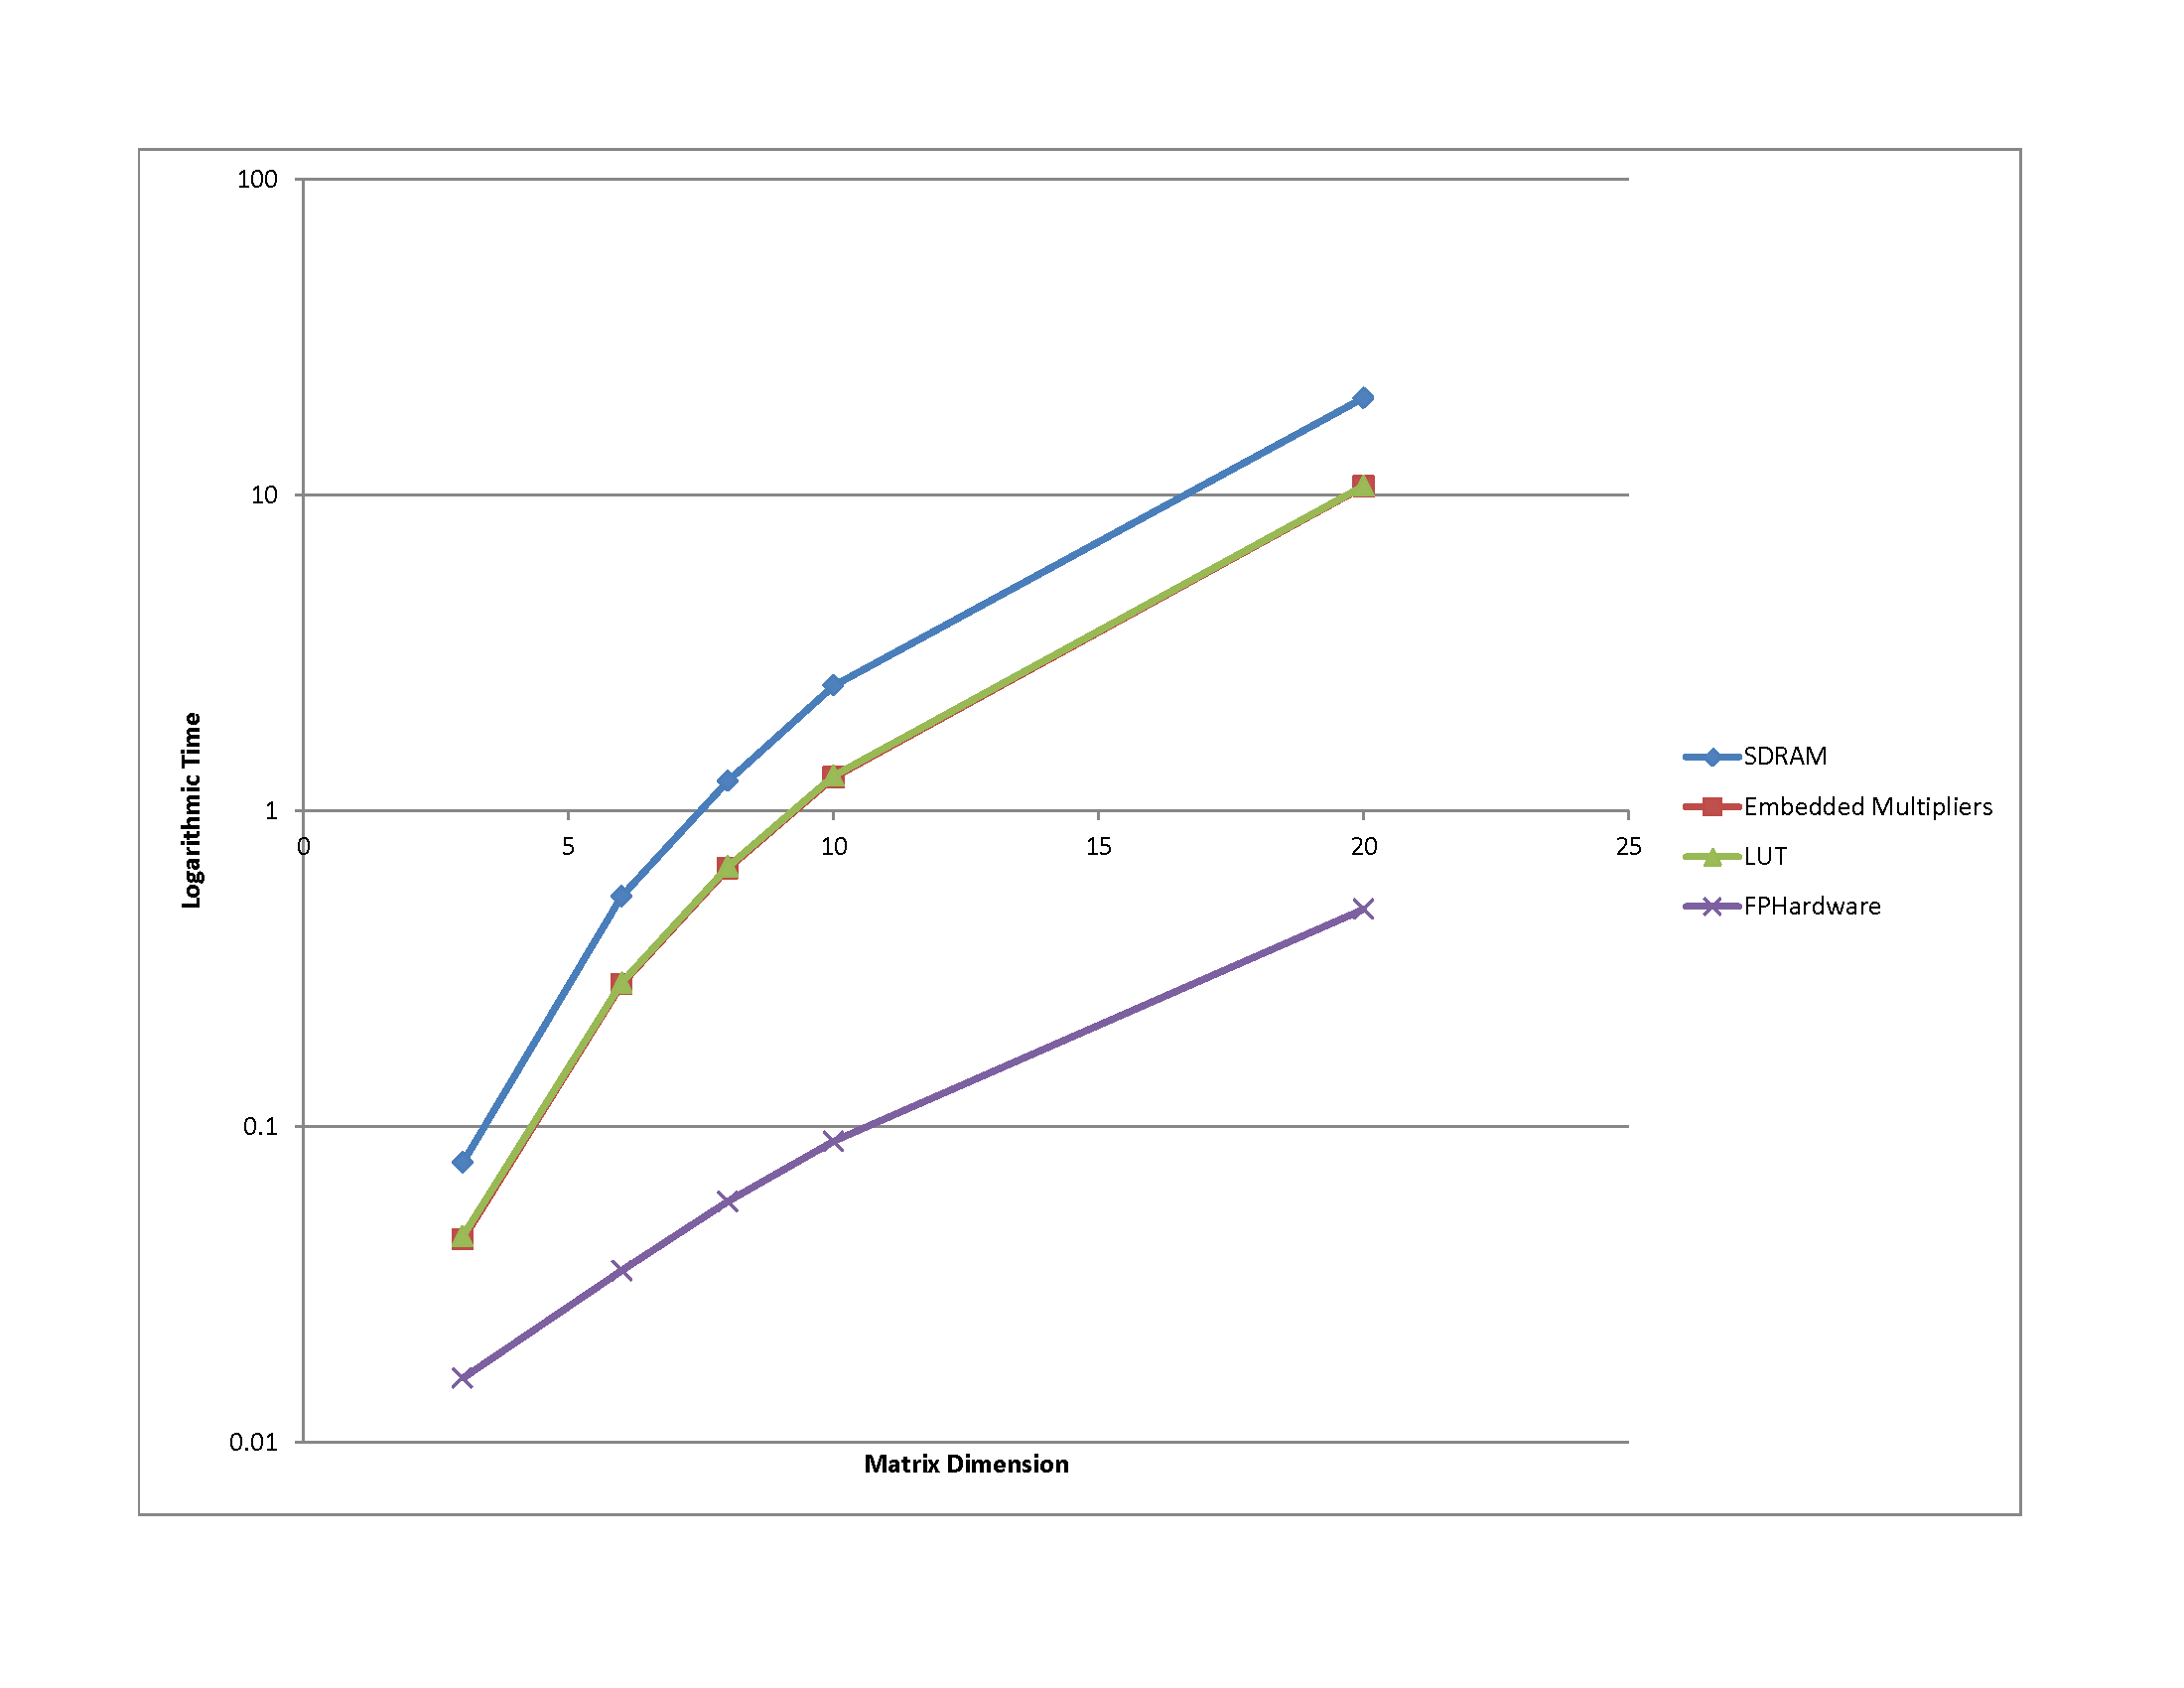 100
10
1
0 5 10 15 20 25
0.1
0.01
Logarithmic Time
Matrix Dimension
SDRAM
Embedded Multipliers
LUT
FPHardware